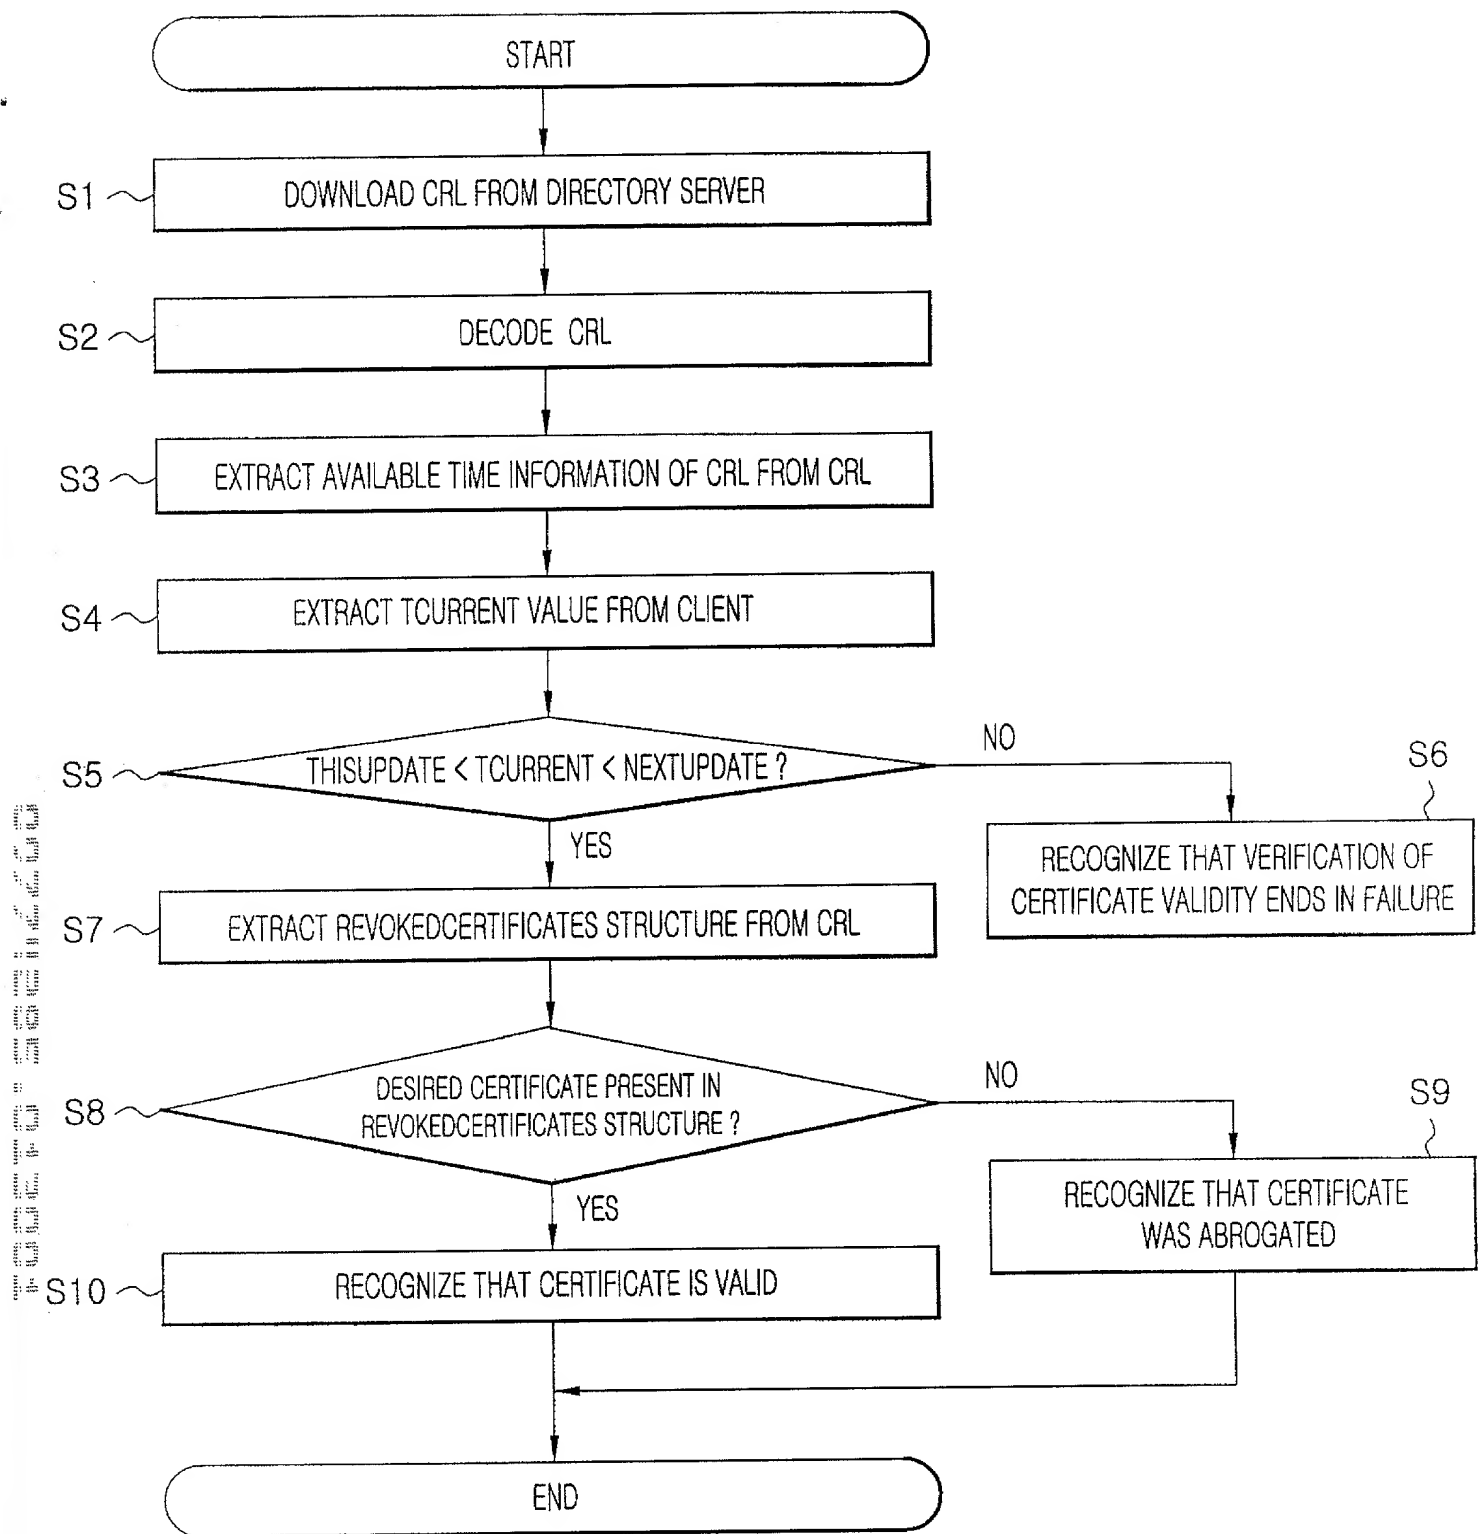 START
S1
DOWNLOAD CRL FROM DIRECTORY SERVER
S2
DECODE CRL
S3
EXTRACT AVAILABLE TIME INFORMATION OF CRL FROM CRL
S4
EXTRACT TCURRENT VALUE FROM CLIENT
S5
THISUPDATE < TCURRENT < NEXTUPDATE ?
NO
S6
YES
RECOGNIZE THAT VERIFICATION OF
CERTIFICATE VALIDITY ENDS IN FAILURE
S7
EXTRACT REVOKEDCERTIFICATES STRUCTURE FROM CRL
S8
DESIRED CERTIFICATE PRESENT IN
REVOKEDCERTIFICATES STRUCTURE ?
NO
S9
YES
RECOGNIZE THAT CERTIFICATE
WAS ABROGATED
S10
RECOGNIZE THAT CERTIFICATE IS VALID
END